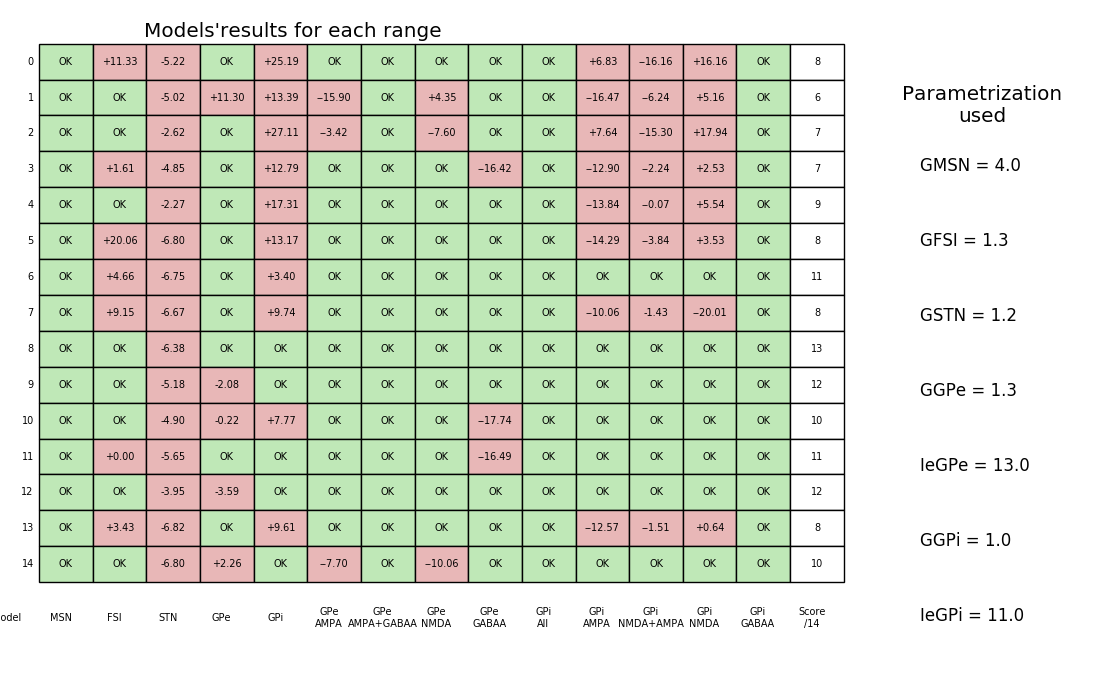 Models'results for each range
0 OK +11.33 -5.22 OK +25.19 OK OK OK OK OK +6.83 −16.16 +16.16 OK 8
1 OK OK -5.02 +11.30 +13.39 −15.90 OK +4.35 OK OK −16.47 −6.24 +5.16 OK 6
2 OK OK -2.62 OK +27.11 −3.42 OK −7.60 OK OK +7.64 −15.30 +17.94 OK 7
3 OK +1.61 -4.85 OK +12.79 OK OK OK −16.42 OK −12.90 −2.24 +2.53 OK 7
4 OK OK -2.27 OK +17.31 OK OK OK OK OK −13.84 −0.07 +5.54 OK 9
5 OK +20.06 -6.80 OK +13.17 OK OK OK OK OK −14.29 −3.84 +3.53 OK 8
6 OK +4.66 -6.75 OK +3.40 OK OK OK OK OK OK OK OK OK 11
7 OK +9.15 -6.67 OK +9.74 OK OK OK OK OK −10.06 -1.43 −20.01 OK 8
8 OK OK -6.38 OK OK OK OK OK OK OK OK OK OK OK 13
9 OK OK -5.18 -2.08 OK OK OK OK OK OK OK OK OK OK 12
10 OK OK -4.90 -0.22 +7.77 OK OK OK −17.74 OK OK OK OK OK 10
11 OK +0.00 -5.65 OK OK OK OK OK −16.49 OK OK OK OK OK 11
12 OK OK -3.95 -3.59 OK OK OK OK OK OK OK OK OK OK 12
13 OK +3.43 -6.82 OK +9.61 OK OK OK OK OK −12.57 −1.51 +0.64 OK 8
14 OK OK -6.80 +2.26 OK −7.70 OK −10.06 OK OK OK OK OK OK 10
odel MSN FSI STN GPe GPi GPe GPe GPe GPe GPi GPi GPi GPi GPi Score
AMPA AMPA+GABAA NMDA GABAA All AMPA NMDA+AMPA NMDA GABAA /14
Parametrization
used
GMSN = 4.0
GFSI = 1.3
GSTN = 1.2
GGPe = 1.3
IeGPe = 13.0
GGPi = 1.0
IeGPi = 11.0